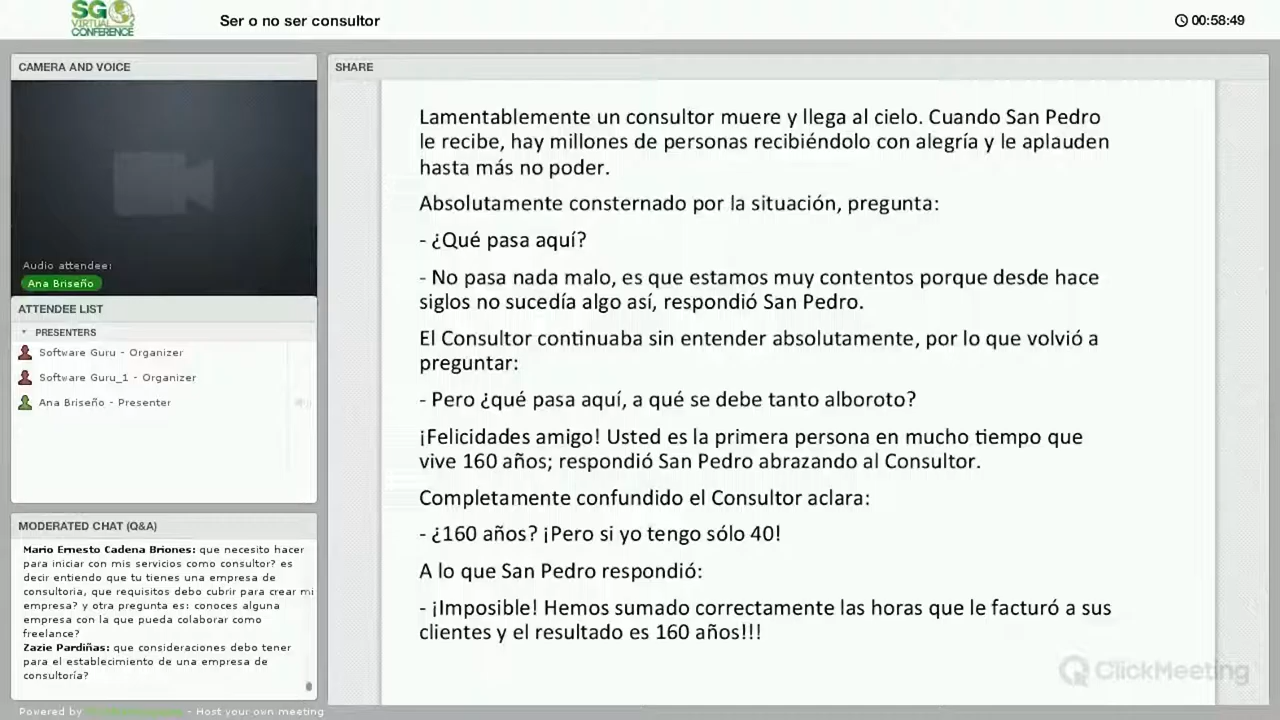 SG
VIRTUAL
CONFERENCE
Ser o no ser consultor
00:58:49
CAMERA AND VOICE
Audio attendee:
Ana Briseño
ATTENDEE LIST
PRESENTERS
Software Guru - Organizer
Software Guru_1 - Organizer
Ana Briseño - Presenter
MODERATED CHAT (Q&A)
Mario Ernesto Cadena Briones: que necesito hacer
para iniciar con mis servicios como consultor? es
decir entiendo que tu tienes una empresa de
consultoria, que requisitos debo cubrir para crear mi
empresa? y otra pregunta es: conoces alguna
empresa con la que pueda colaborar como
freelance?
Zazie Pardiñas: que consideraciones debo tener
para el establecimiento de una empresa de
consultoría?
Powered by - Host your own meeting
SHARE
Lamentablemente un consultor muere y llega al cielo. Cuando San Pedro
le recibe, hay millones de personas recibiéndolo con alegría y le aplauden
hasta más no poder.
Absolutamente consternado por la situación, pregunta:
- ¿Qué pasa aquí?
- No pasa nada malo, es que estamos muy contentos porque desde hace
siglos no sucedía algo así, respondió San Pedro.
El Consultor continuaba sin entender absolutamente, por lo que volvió a
preguntar:
- Pero ¿qué pasa aquí, a qué se debe tanto alboroto?
¡Felicidades amigo! Usted es la primera persona en mucho tiempo que
vive 160 años; respondió San Pedro abrazando al Consultor.
Completamente confundido el Consultor aclara:
- ¿160 años? ¡Pero si yo tengo sólo 40!
A lo que San Pedro respondió:
- ¡Imposible! Hemos sumado correctamente las horas que le facturó a sus
clientes y el resultado es 160 años!!!
ClickMeeting